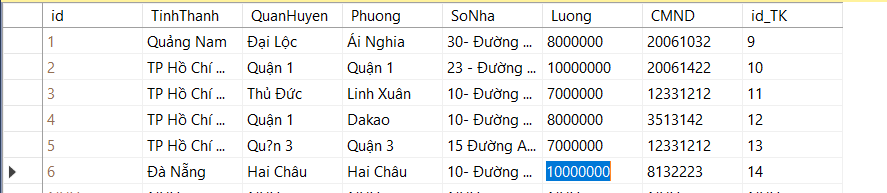 id TinhThanh QuanHuyen Phuong SoNha Luong CMND id_TK
1 Quảng Nam Đại Lộc Ái Nghia 30- Đường ... 8000000 20061032 9
2 TP Hồ Chí ... Quận 1 Quận 1 23 - Đường ... 10000000 20061422 10
3 TP Hồ Chí ... Thủ Đức Linh Xuân 10- Đường ... 7000000 12331212 11
4 TP Hồ Chí ... Quận 1 Dakao 10- Đường ... 8000000 3513142 12
5 TP Hồ Chí ... Qu?n 3 Quận 3 15 Đường A... 7000000 12331212 13
6 Đà Nẵng Hai Châu Hai Châu 10- Đường ... 10000000 8132223 14